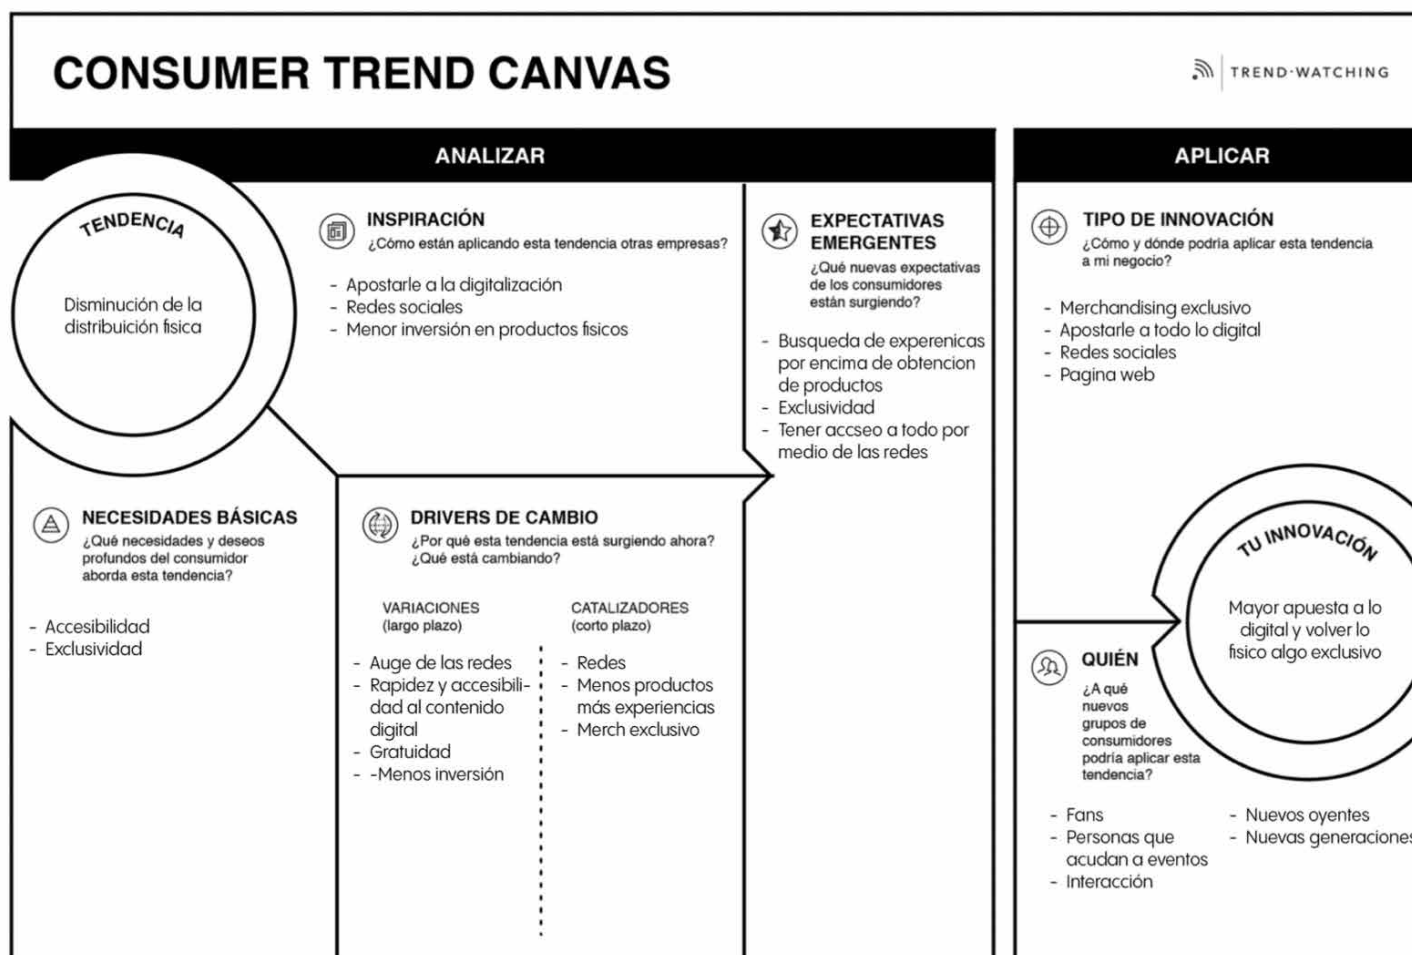 CONSUMER TREND CANVAS
TREND-WATCHING
ANALIZAR
TENDENCIA
Disminución de la
distribuición fisica
INSPIRACIÓN
¿Cómo están aplicando esta tendencia otras empresas?
- Apostarle a la digitalización
- Redes sociales
- Menor inversión en productos fisicos
EXPECTATIVAS
EMERGENTES
¿Qué nuevas expectativas
de los consumidores
están surgiendo?
- Busqueda de experenicas
por encima de obtencion
de productos
- Exclusividad
- Tener accseo a todo por
medio de las redes
NECESIDADES BÁSICAS
¿Qué necesidades y deseos
profundos del consumidor
aborda esta tendencia?
- Accesibilidad
- Exclusividad
DRIVERS DE CAMBIO
¿Por qué esta tendencia está surgiendo ahora?
¿Qué está cambiando?
VARIACIONES
(largo plazo)
- Auge de las redes
- Rapidez y accesibili-
dad al contenido
digital
- Gratuidad
- -Menos inversión
CATALIZADORES
(corto plazo)
- Redes
- Menos productos
más experiencias
- Merch exclusivo
APLICAR
TIPO DE INNOVACIÓN
¿Cómo y dónde podría aplicar esta tendencia
a mi negocio?
- Merchandising exclusivo
- Apostarle a todo lo digital
- Redes sociales
- Pagina web
TU INNOVACIÓN
Mayor apuesta a lo
digital y volver lo
fisico algo exclusivo
QUIÉN
¿A qué
nuevos
grupos de
consumidores
podría aplicar esta
tendencia?
- Fans
- Personas que
acudan a eventos
- Interacción
- Nuevos oyentes
- Nuevas generaciones